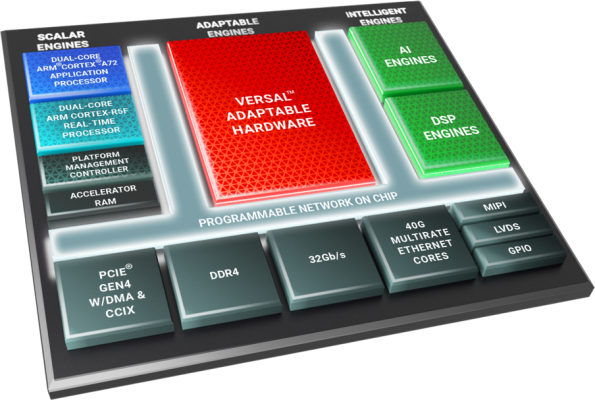 SCALAR
ENGINES
DUAL-CORE
ARM®CORTEX™-A72
APPLICATION
PROCESSOR
DUAL-CORE
ARM CORTEX-R5F
REAL-TIME
PROCESSOR
PLATFORM
MANAGEMENT
CONTROLLER
ACCELERATOR
RAM
ADAPTABLE
ENGINES
VERSAL™
ADAPTABLE
HARDWARE
INTELLIGENT
ENGINES
AI
ENGINES
DSP
ENGINES
PROGRAMMABLE NETWORK ON CHIP
PCIE®
GEN4
W/DMA &
CCIX
DDR4
32Gb/s
40G
MULTIRATE
ETHERNET
CORES
MIPI
LVDS
GPIO